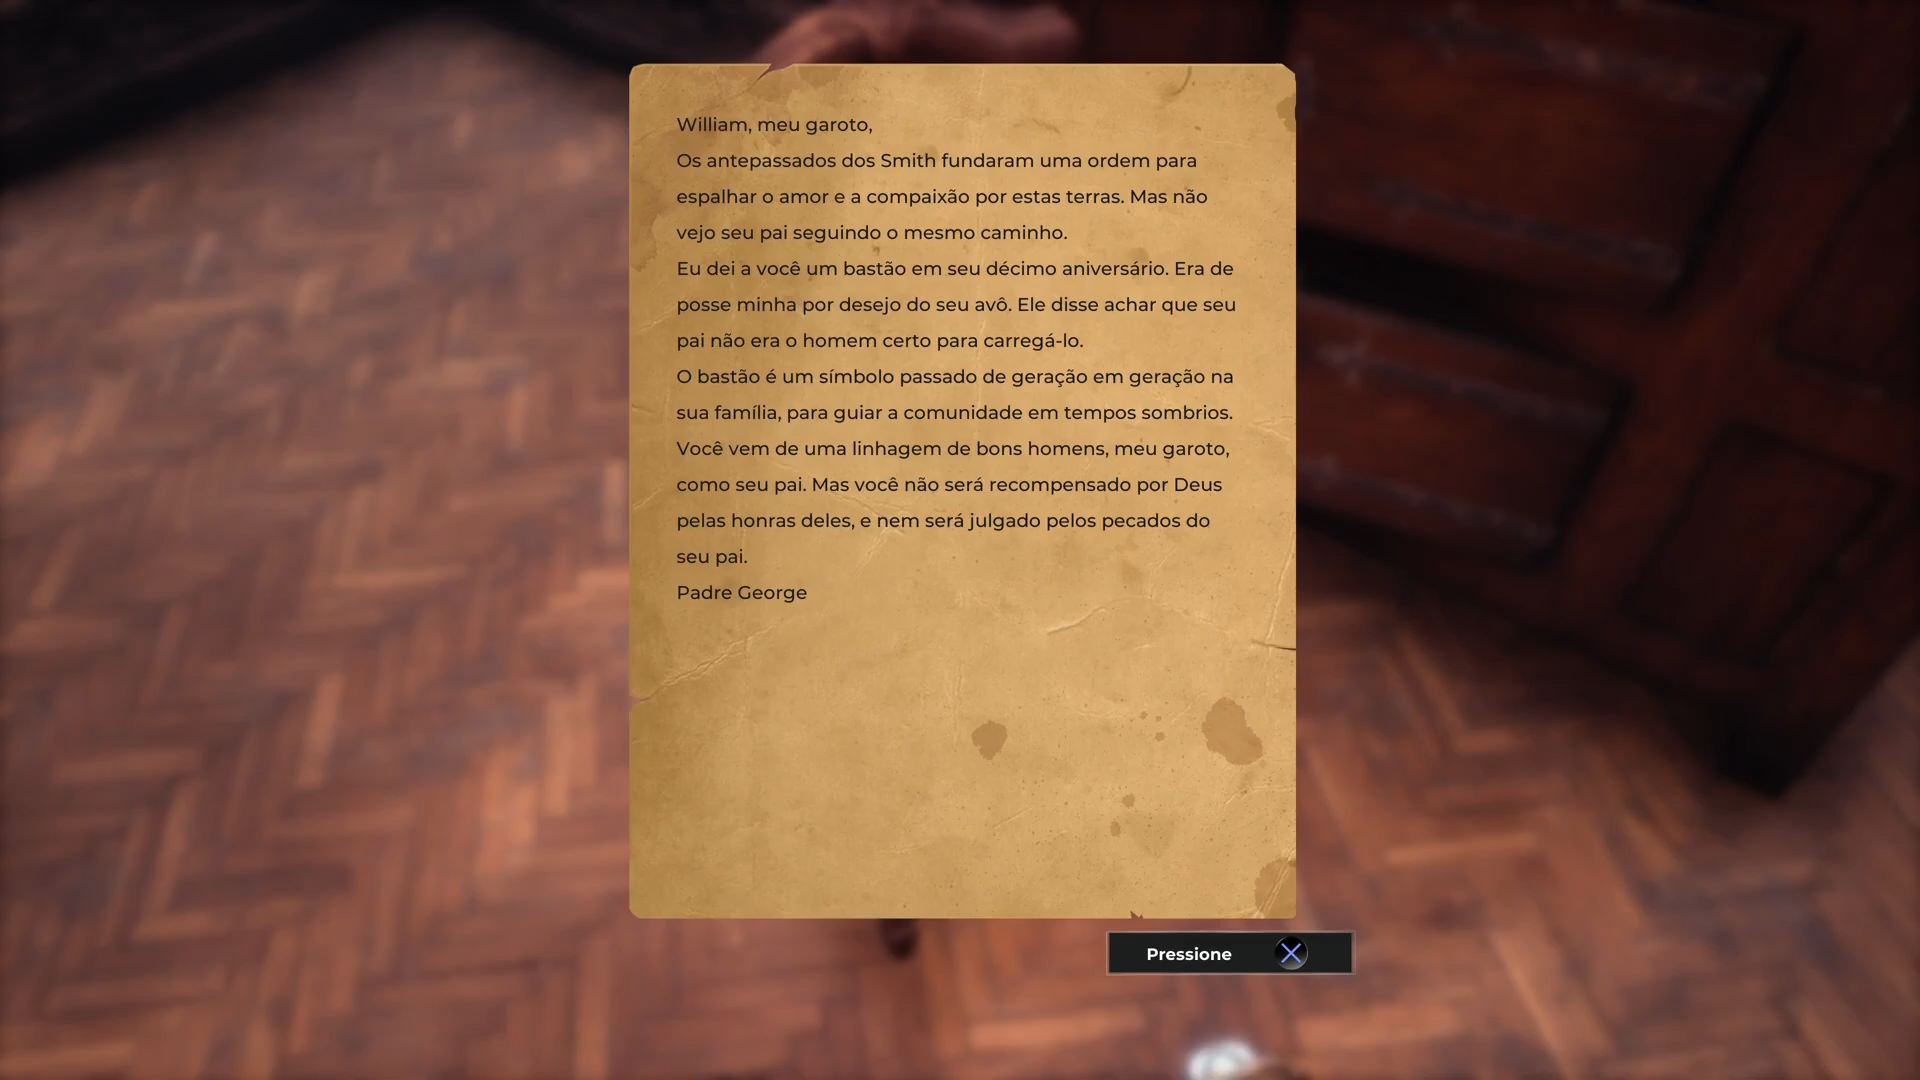 William, meu garoto,
Os antepassados dos Smith fundaram uma ordem para
espalhar o amor e a compaixão por estas terras. Mas não
vejo seu pai seguindo o mesmo caminho.
Eu dei a você um bastão em seu décimo aniversário. Era de
posse minha por desejo do seu avô. Ele disse achar que seu
pai não era o homem certo para carregá-lo.
O bastão é um símbolo passado de geração em geração na
sua família, para guiar a comunidade em tempos sombrios.
Você vem de uma linhagem de bons homens, meu garoto,
como seu pai. Mas você não será recompensado por Deus
pelas honras deles, e nem será julgado pelos pecados do
seu pai.
Padre George
Pressione